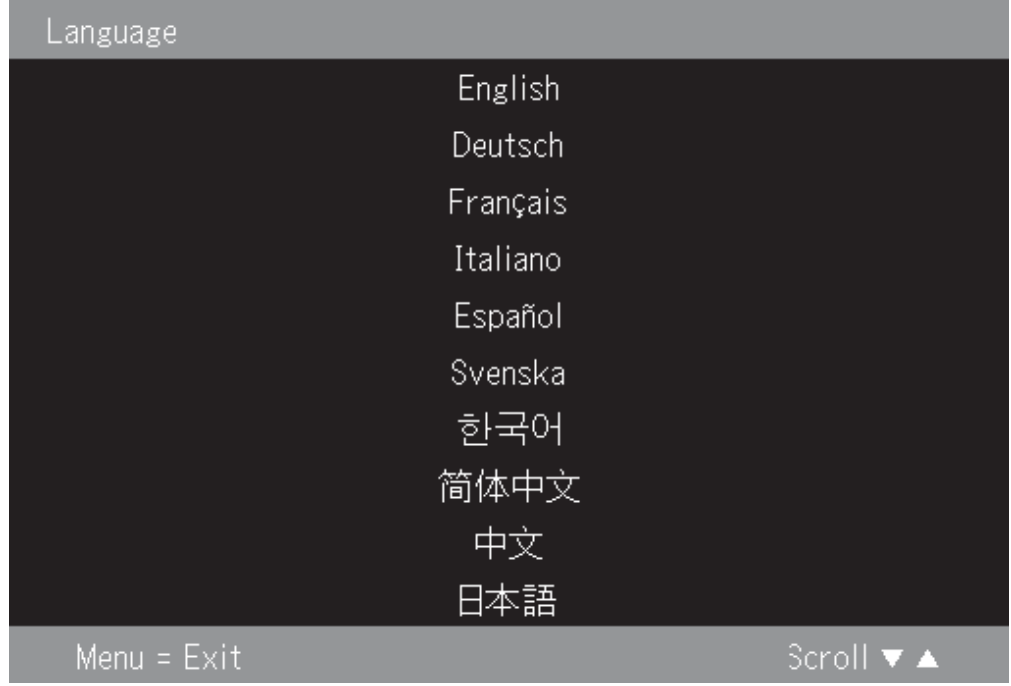 Language
English
Deutsch
Français
Italiano
Español
Svenska
한국어
简体中文
中文
日本語
Menu = Exit Scroll ▼ ▲